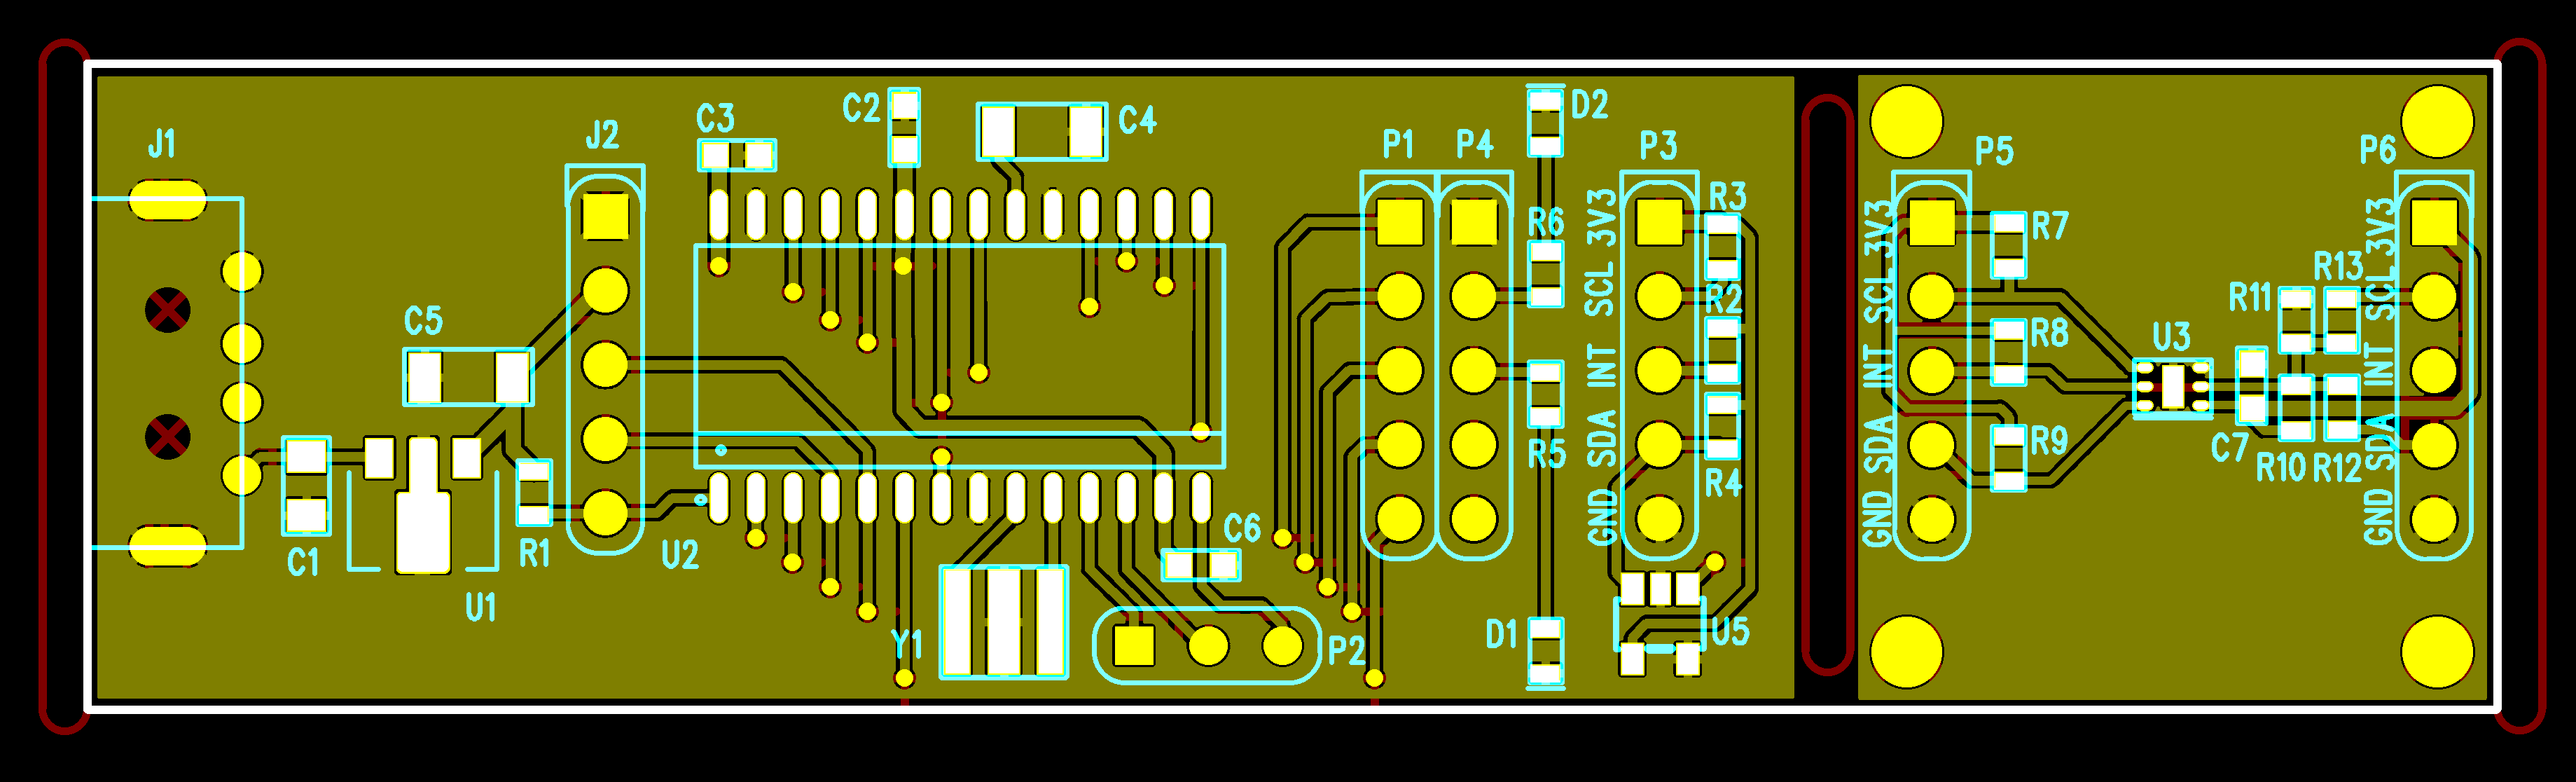 J1
C5
C1
U1
R1
J2
U2
C3
C2
C4
Y1
C6
P2
P1
P4
D2
R6
R5
D1
P3
GND SDA INT SCL 3V3
R3
R2
R4
U5
P5
GND SDA INT SCL 3V3
R7
R8
R9
U3
C7
R11
R13
R10
R12
P6
GND SDA INT SCL 3V3